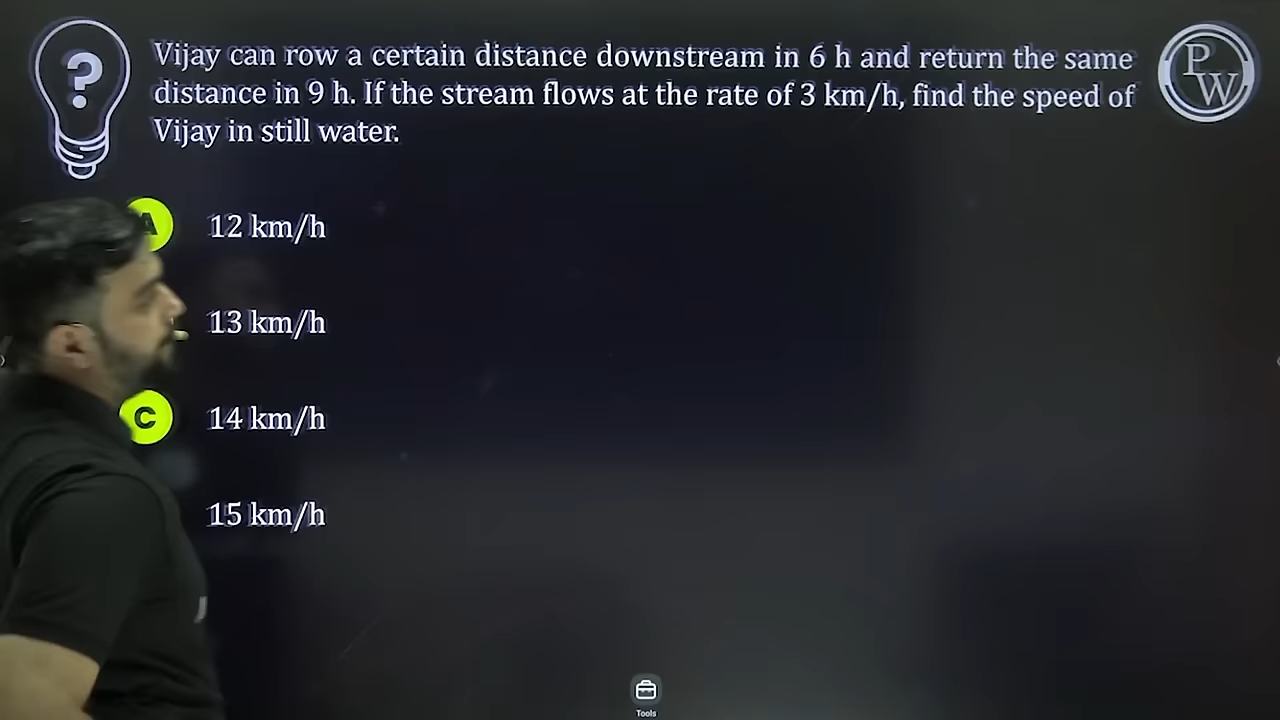 Vijay can row a certain distance downstream in 6 h and return the same
distance in 9 h. If the stream flows at the rate of 3 km/h, find the speed of
Vijay in still water.
PW
A 12 km/h
13 km/h
C 14 km/h
15 km/h
Tools